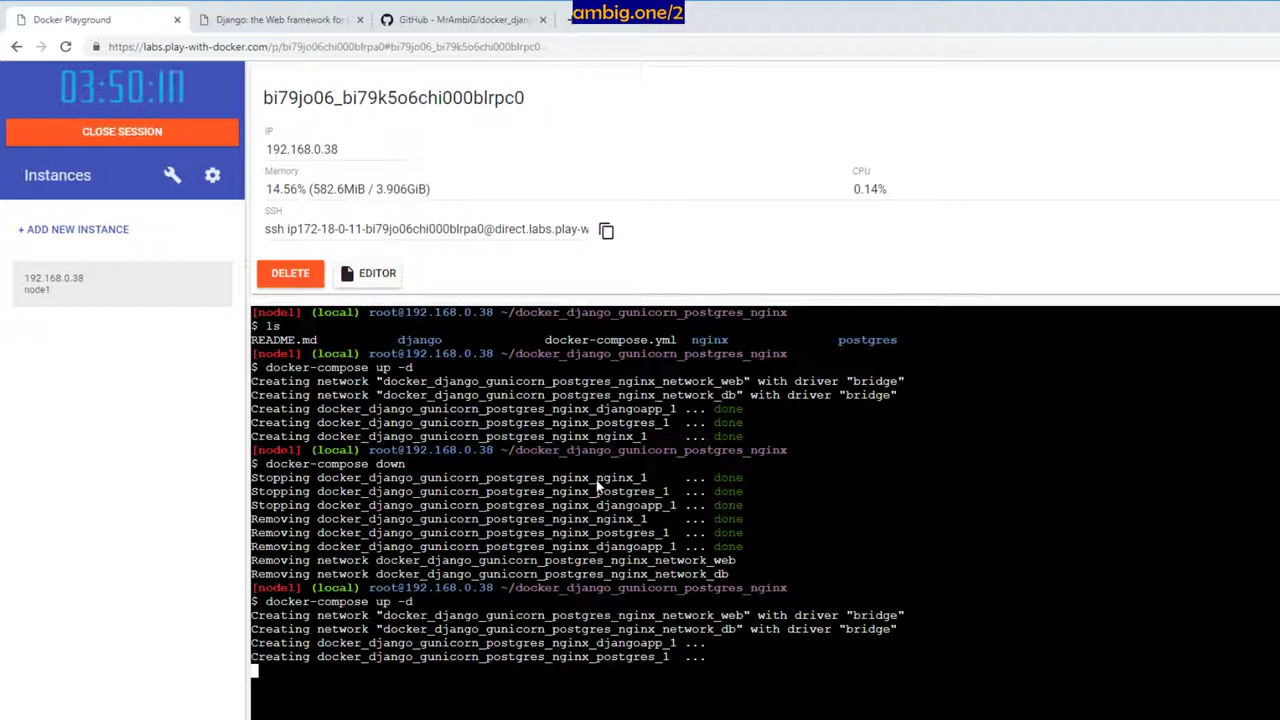 ambig.one/2
Docker Playground
Django: the Web framework for
GitHub - MrAmbiG/docker_djan
https://labs.play-with-docker.com/p/bi79jo06chi000blrpa0#bi79jo06_bi79k5o6chi000blrpc0
03:50:10
CLOSE SESSION
Instances
+ ADD NEW INSTANCE
192.168.0.38
node1
bi79jo06_bi79k5o6chi000blrpc0
IP
192.168.0.38
Memory
CPU
14.56% (582.6MiB / 3.906GiB)
0.14%
SSH
ssh ip172-18-0-11-bi79jo06chi000blrpa0@direct.labs.play-w
DELETE
EDITOR
[node1] (local) root@192.168.0.38 ~/docker_django_gunicorn_postgres_nginx
$ ls
README.md django docker-compose.yml nginx postgres
[node1] (local) root@192.168.0.38 ~/docker_django_gunicorn_postgres_nginx
$ docker-compose up -d
Creating network "docker_django_gunicorn_postgres_nginx_network_web" with driver "bridge"
Creating network "docker_django_gunicorn_postgres_nginx_network_db" with driver "bridge"
Creating docker_django_gunicorn_postgres_nginx_djangoapp_1 ... done
Creating docker_django_gunicorn_postgres_nginx_postgres_1 ... done
Creating docker_django_gunicorn_postgres_nginx_nginx_1 ... done
[node1] (local) root@192.168.0.38 ~/docker_django_gunicorn_postgres_nginx
$ docker-compose down
Stopping docker_django_gunicorn_postgres_nginx_nginx_1 ... done
Stopping docker_django_gunicorn_postgres_nginx_postgres_1 ... done
Stopping docker_django_gunicorn_postgres_nginx_djangoapp_1 ... done
Removing docker_django_gunicorn_postgres_nginx_nginx_1 ... done
Removing docker_django_gunicorn_postgres_nginx_postgres_1 ... done
Removing docker_django_gunicorn_postgres_nginx_djangoapp_1 ... done
Removing network docker_django_gunicorn_postgres_nginx_network_web
Removing network docker_django_gunicorn_postgres_nginx_network_db
[node1] (local) root@192.168.0.38 ~/docker_django_gunicorn_postgres_nginx
$ docker-compose up -d
Creating network "docker_django_gunicorn_postgres_nginx_network_web" with driver "bridge"
Creating network "docker_django_gunicorn_postgres_nginx_network_db" with driver "bridge"
Creating docker_django_gunicorn_postgres_nginx_djangoapp_1 ...
Creating docker_django_gunicorn_postgres_nginx_postgres_1 ...